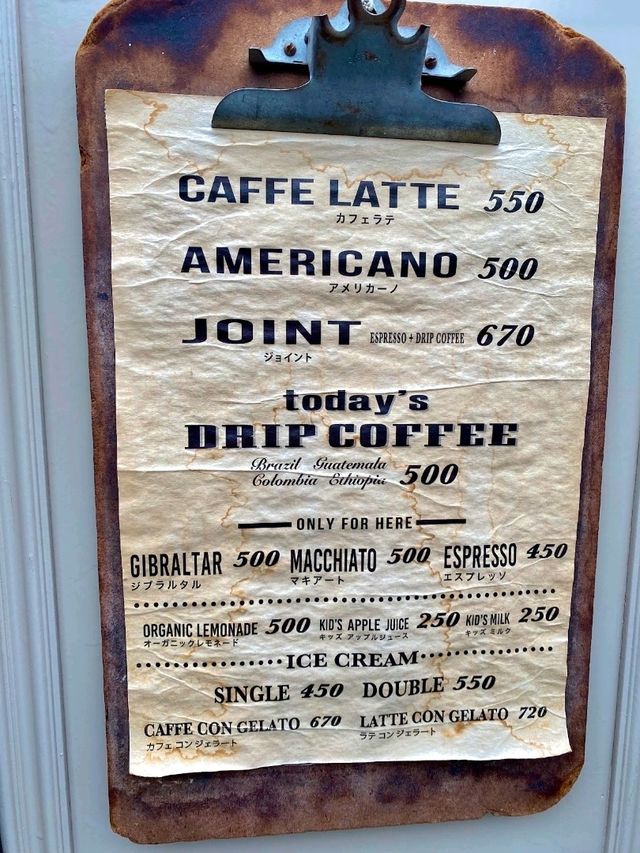 CAFFE LATTE 550
カフェラテ
AMERICANO 500
アメリカーノ
JOINT ESPRESSO + DRIP COFFEE 670
ジョイント
today's
DRIP COFFEE
Brazil Guatemala
Colombia Ethiopia 500
ONLY FOR HERE
GIBRALTAR 500 MACCHIATO 500 ESPRESSO 450
ジブラルタル マキアート エスプレッソ
ORGANIC LEMONADE 500 KID'S APPLE JUICE 250 KID'S MILK 250
オーガニックレモネード キッズ アップルジュース キッズ ミルク
ICE CREAM
SINGLE 450 DOUBLE 550
CAFFE CON GELATO 670 LATTE CON GELATO 720
カフェ コン ジェラート ラテ コン ジェラート